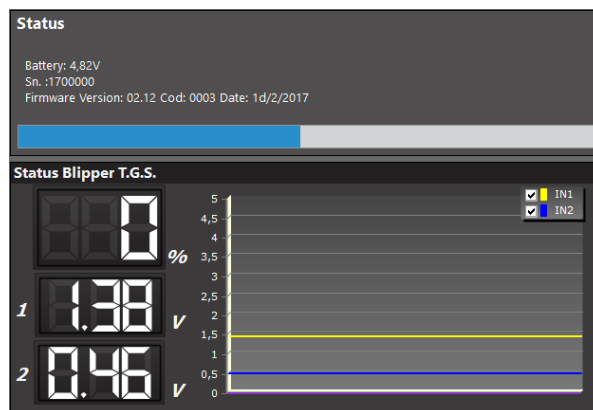 Status
Battery: 4,82V
Sn. :1700000
Firmware Version: 02.12 Cod: 0003 Date: 1d/2/2017
Status Blipper T.G.S.
0 %
1 1.38 V
2 0.46 V
5
4,5
4
3,5
3
2,5
2
1,5
1
0,5
0
IN1
IN2